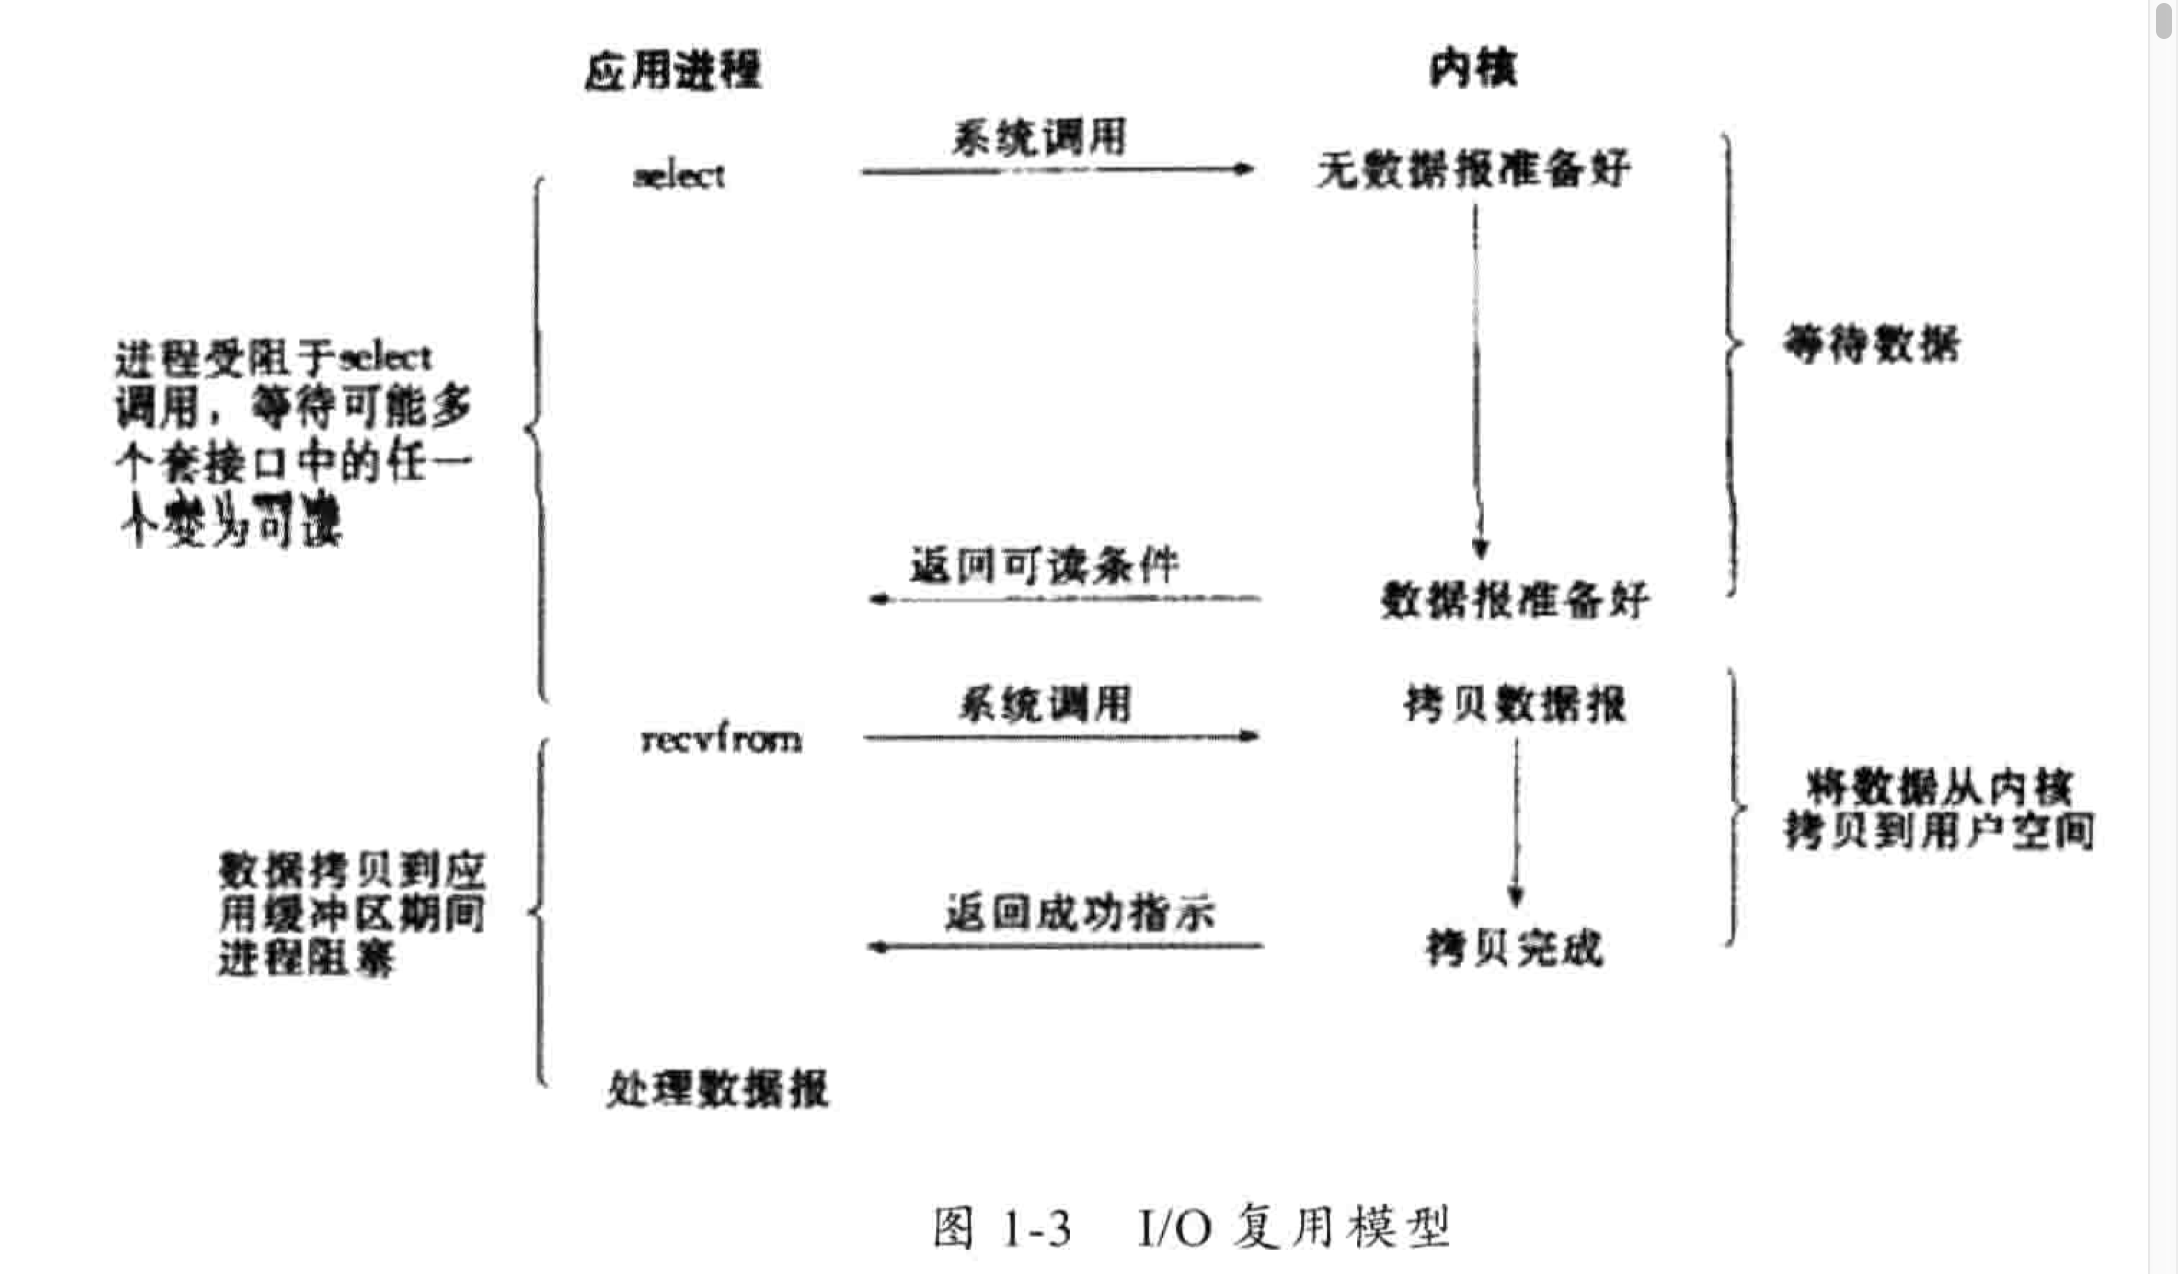 应用进程
内核
系统调用
select
无数据报准备好
进程受阻于select
调用，等待可能多
个套接口中的任一
个变为可读
等待数据
返回可读条件
数据报准备好
系统调用
recvfrom
拷贝数据报
将数据从内核
拷贝到用户空间
数据拷贝到应
用缓冲区期间
进程阻塞
返回成功指示
拷贝完成
处理数据报
图 1-3 I/O 复用模型